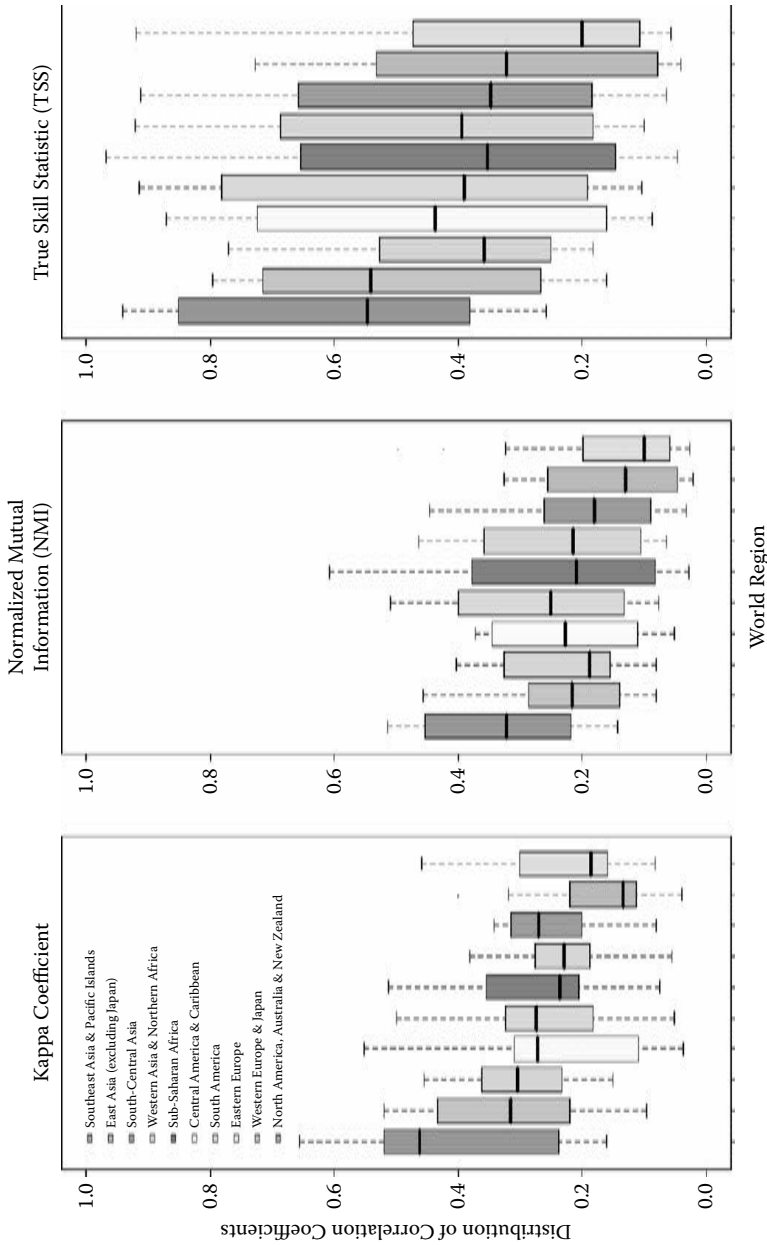 Kappa Coefficient
Southeast Asia & Pacific Islands
East Asia (excluding Japan)
South-Central Asia
Western Asia & Northern Africa
Sub-Saharan Africa
Central America & Caribbean
South America
Eastern Europe
Western Europe & Japan
North America, Australia & New Zealand
1.0
0.8
0.6
0.4
0.2
0.0
Distribution of Correlation Coefficients
Normalized Mutual
Information (NMI)
1.0
0.8
0.6
0.4
0.2
0.0
World Region
True Skill Statistic (TSS)
1.0
0.8
0.6
0.4
0.2
0.0